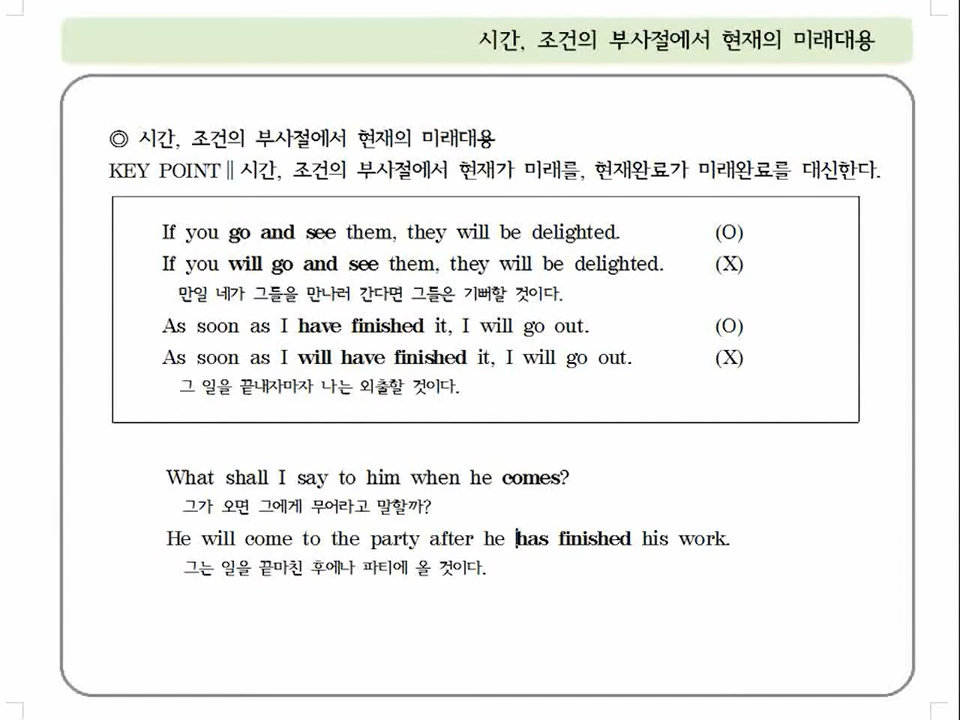 시간, 조건의 부사절에서 현재의 미래대용
◎ 시간, 조건의 부사절에서 현재의 미래대용
KEY POINT‖시간, 조건의 부사절에서 현재가 미래를, 현재완료가 미래완료를 대신한다.
If you go and see them, they will be delighted. (O)
If you will go and see them, they will be delighted. (X)
만일 네가 그들을 만나러 간다면 그들은 기뻐할 것이다.
As soon as I have finished it, I will go out. (O)
As soon as I will have finished it, I will go out. (X)
그 일을 끝내자마자 나는 외출할 것이다.
What shall I say to him when he comes?
그가 오면 그에게 무어라고 말할까?
He will come to the party after he has finished his work.
그는 일을 끝마친 후에나 파티에 올 것이다.